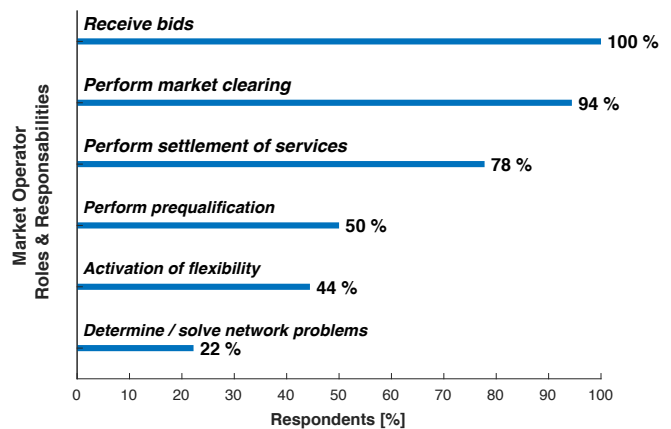 Receive bids
100 %
Perform market clearing
94 %
Perform settlement of services
78 %
Perform prequalification
50 %
Activation of flexibility
44 %
Determine / solve network problems
22 %
Market Operator
Roles & Responsabilities
0 10 20 30 40 50 60 70 80 90 100
Respondents [%]